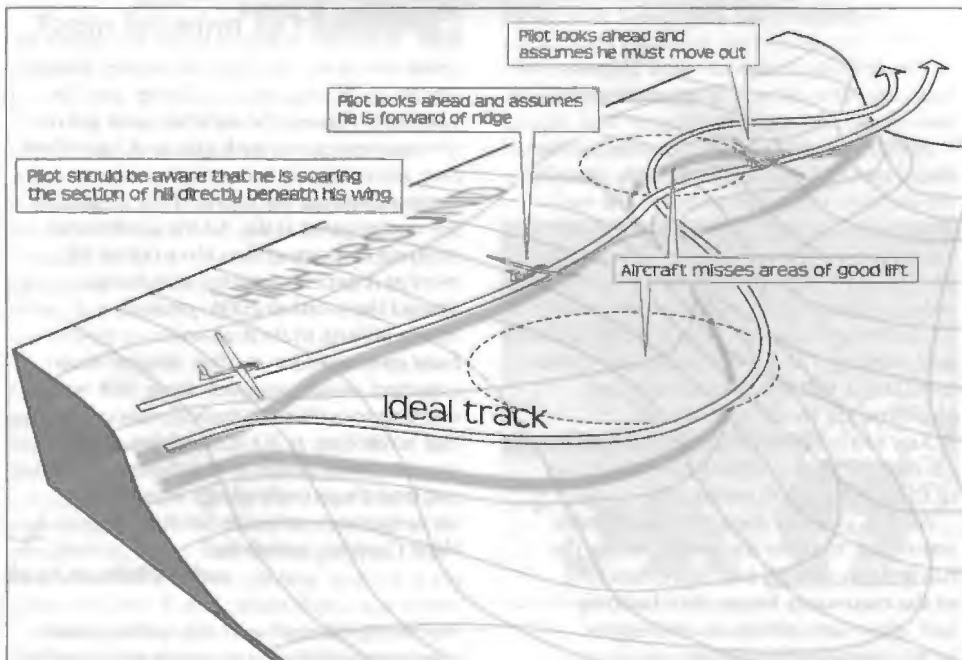 Pilot looks ahead and
assumes he must move out
Pilot looks ahead and assumes
he is forward of ridge
Pilot should be aware that he is soaring
the section of hill directly beneath his wing
HIGH GROUND
Aircraft misses areas of good lift
Ideal track